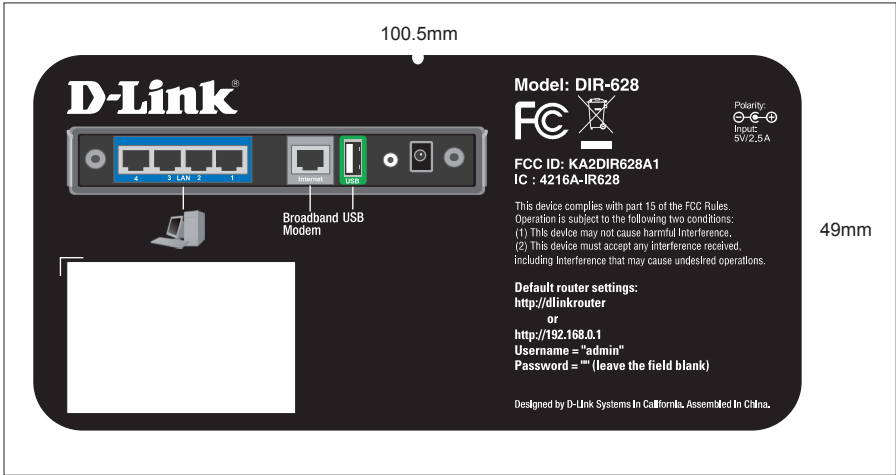 100.5mm
D-Link®
4 3 LAN 2 1
Internet
USB
Broadband USB
Modem
Model: DIR-628
FC
Polarity:
Input:
5V/2.5A
FCC ID: KA2DIR628A1
IC : 4216A-IR628
This device complies with part 15 of the FCC Rules.
Operation is subject to the following two conditions:
(1) This device may not cause harmful Interference,
(2) This device must accept any interference received,
including Interference that may cause undesired operations.
Default router settings:
http://dlinkrouter
or
http://192.168.0.1
Username = "admin"
Password = "" (leave the field blank)
Designed by D-Link Systems In California. Assembled In China.
49mm